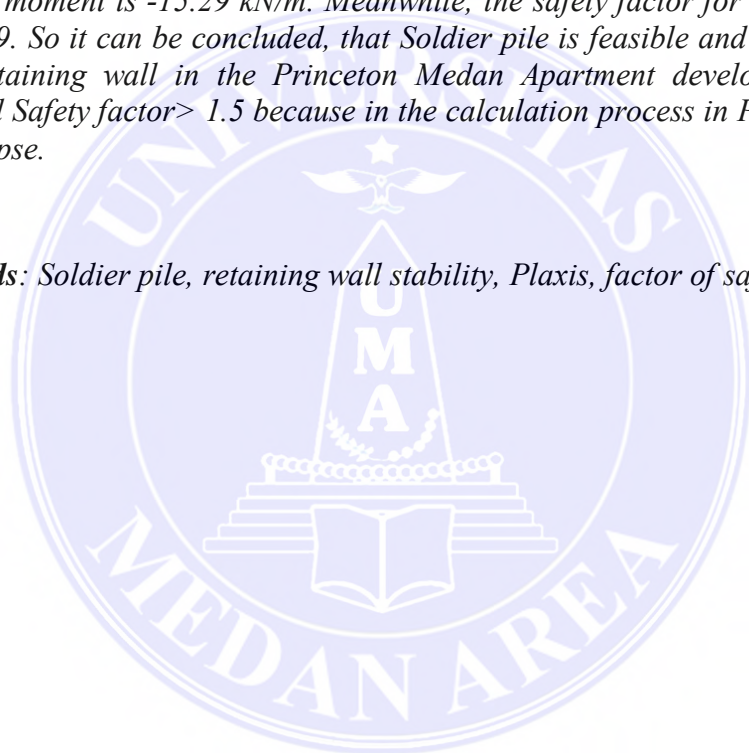 moment is -15.29 kN/m. Meanwhile, the safety factor for
9. So it can be concluded, that Soldier pile is feasible and
taining wall in the Princeton Medan Apartment develo
Safety factor> 1.5 because in the calculation process in
pse.
UNIVERSITAS
ds: Soldier pile, retaining wall stability, Plaxis, factor of sa
U
M
A
MEDAN AREA